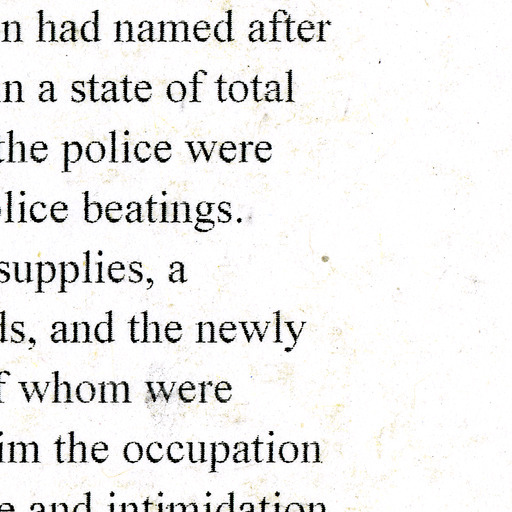 n had named after
n a state of total
the police were
lice beatings.
supplies, a
ds, and the newly
f whom were
im the occupation
e and intimidation